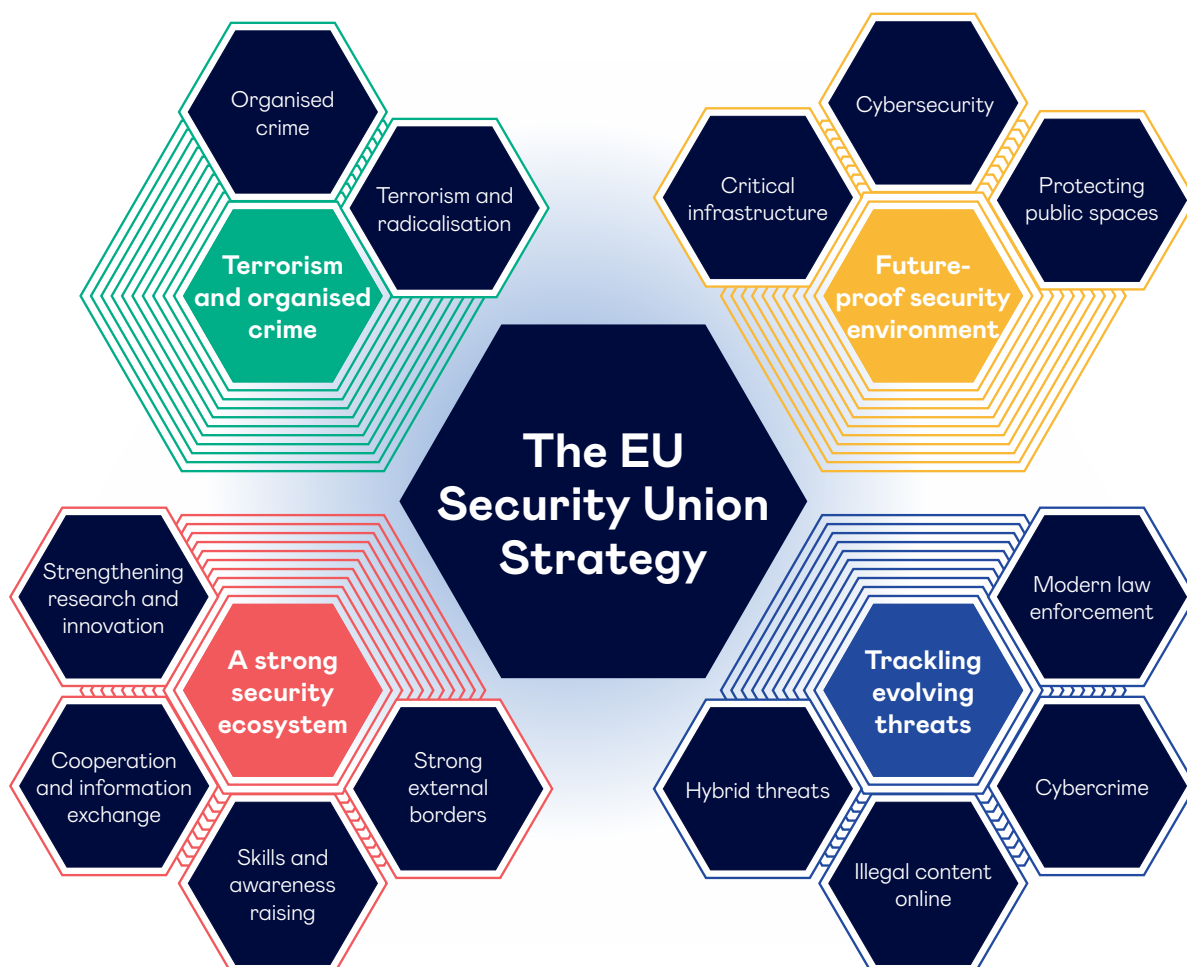 Organised
crime
Terrorism and
radicalisation
Terrorism
and organised
crime
Cybersecurity
Critical
infrastructure
Protecting
public spaces
Future-
proof security
environment
The EU
Security Union
Strategy
Strengthening
research and
innovation
A strong
security
ecosystem
Cooperation
and information
exchange
Strong
external
borders
Skills and
awareness
raising
Modern law
enforcement
Trackling
evolving
threats
Hybrid threats
Cybercrime
Illegal content
online